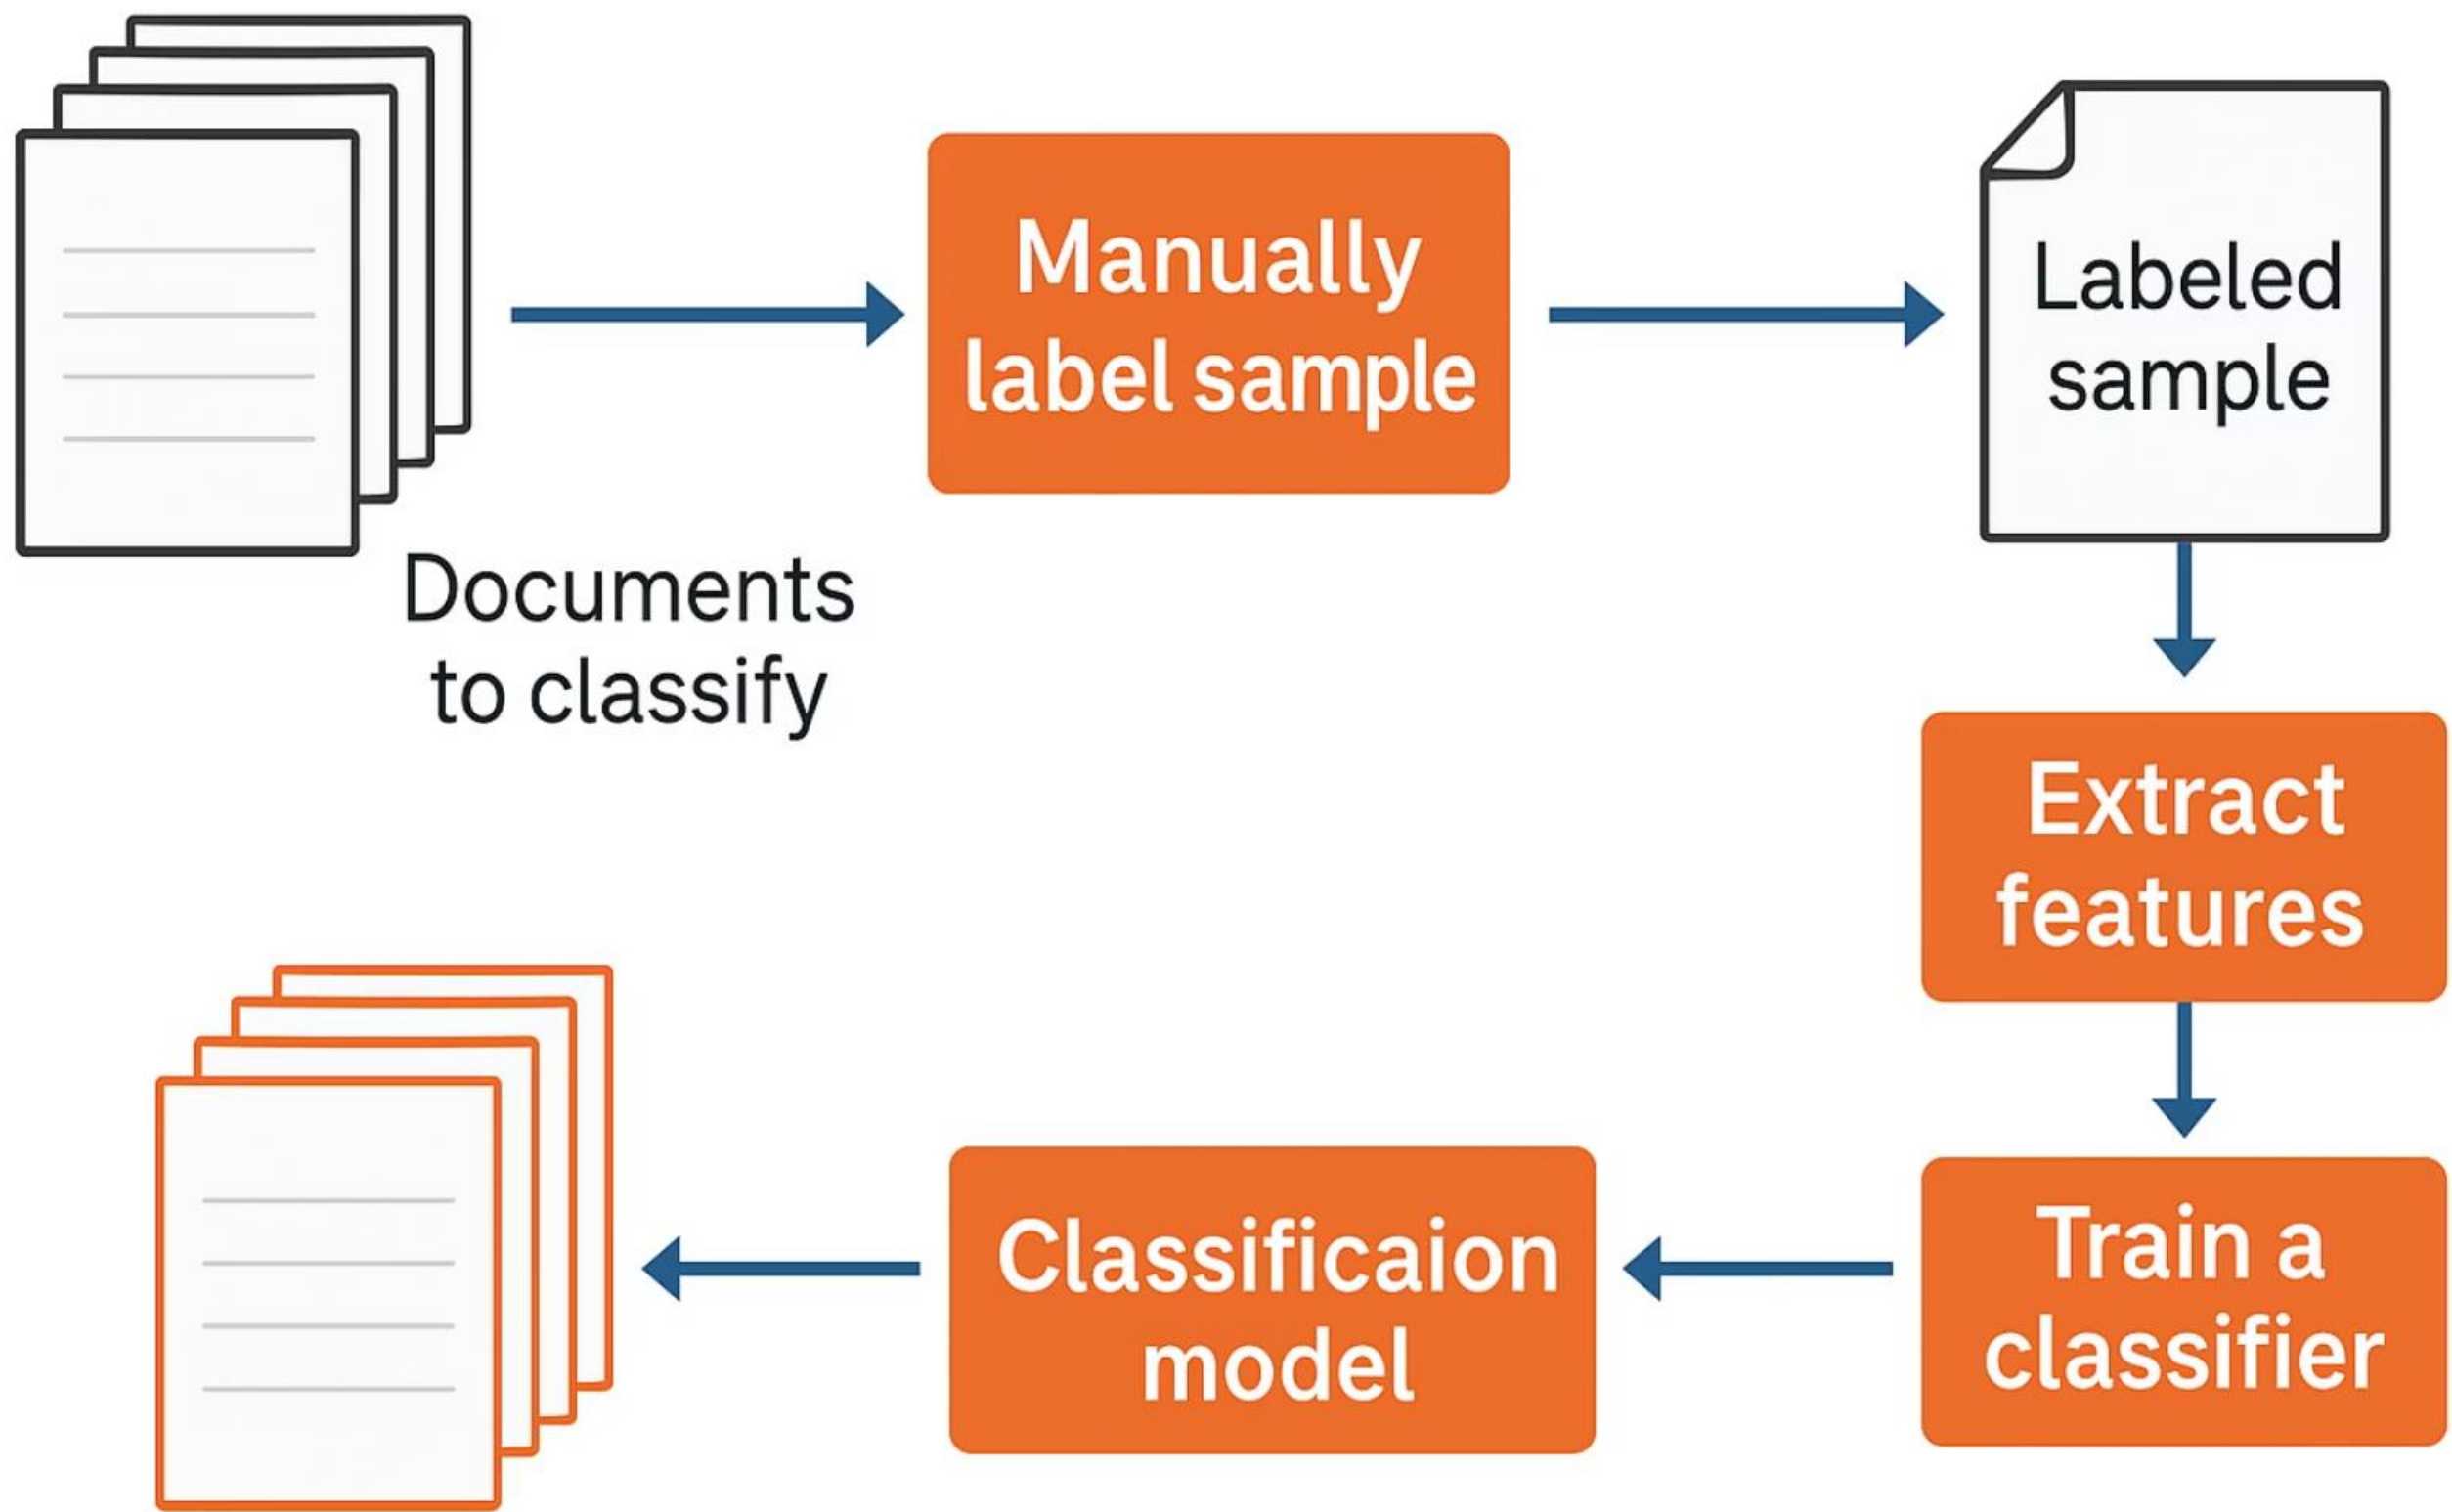 Manually
label sample
Labeled
sample
Documents
to classify
Extract
features
Train a
classifier
Classificaion
model